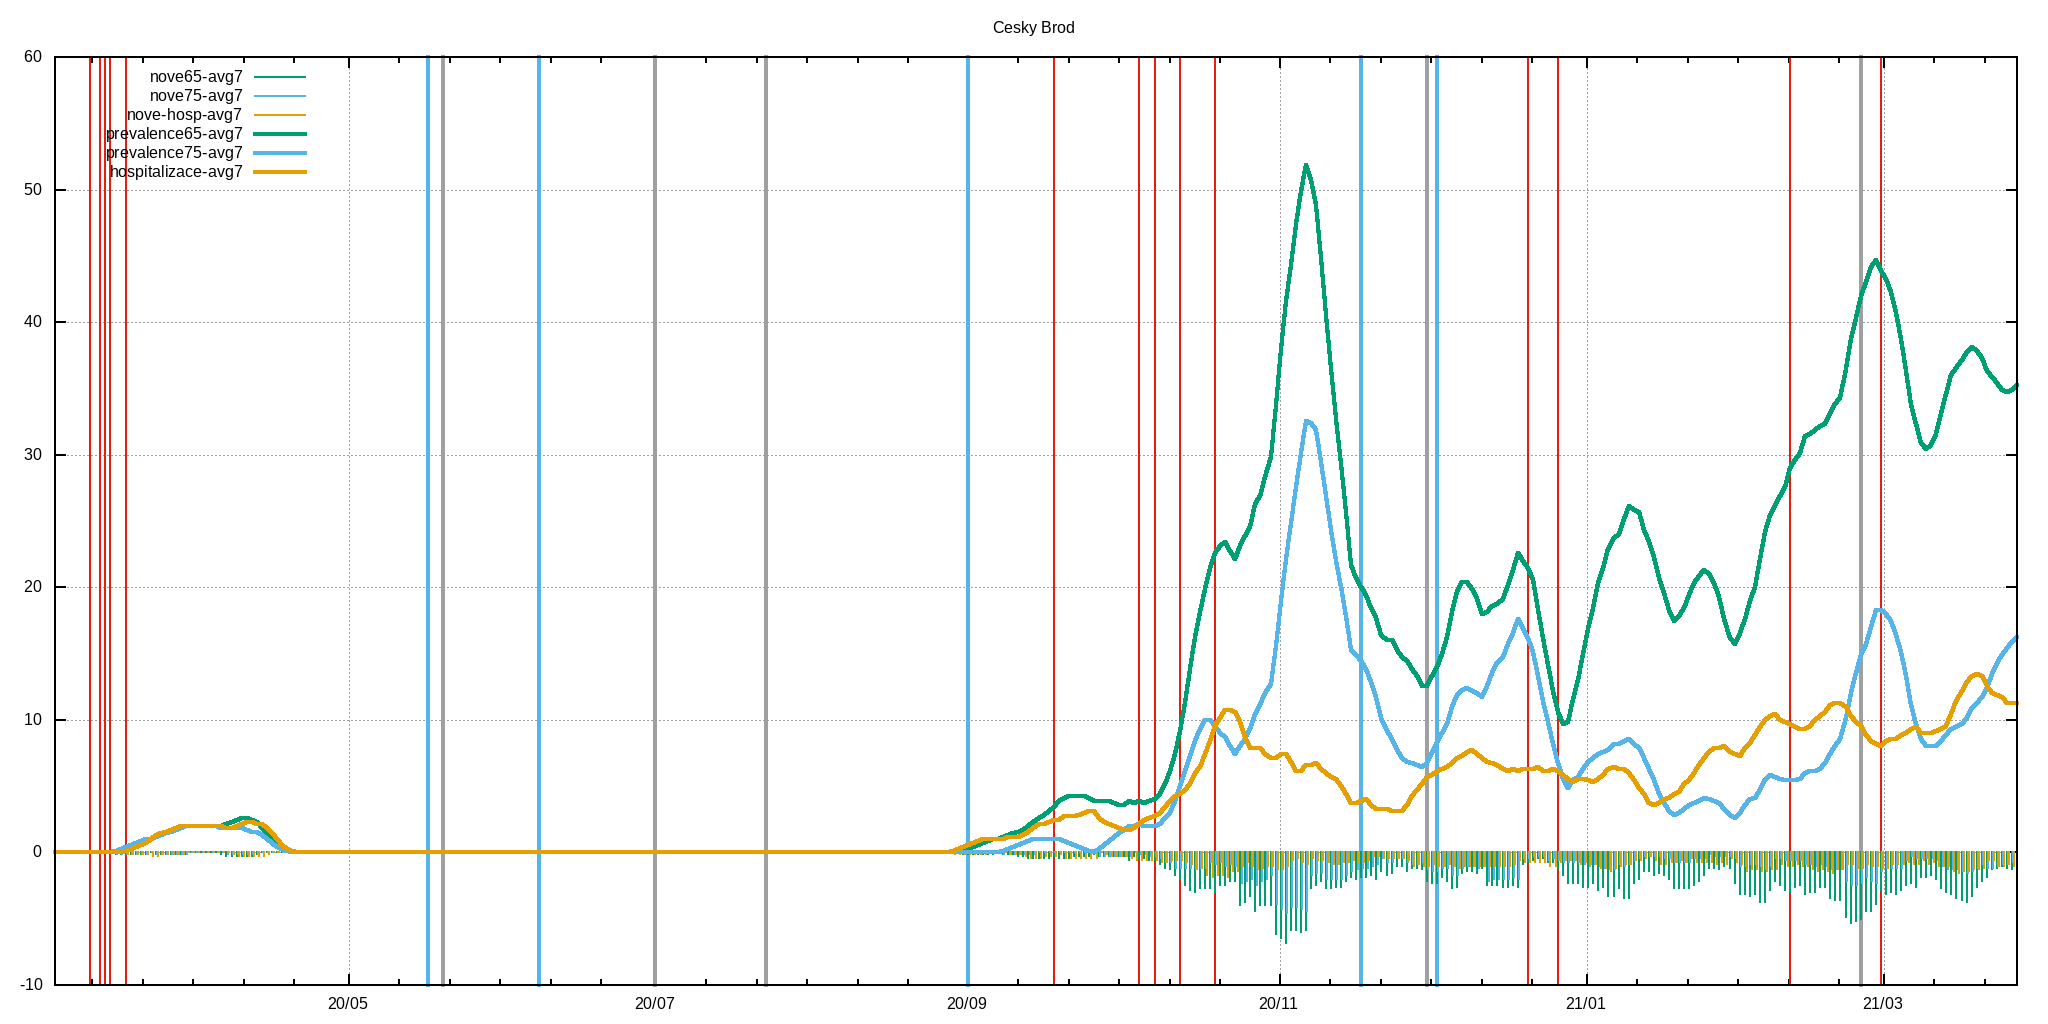 Cesky Brod
60
50
40
30
20
10
0
-10
nove65-avg7
nove75-avg7
nove-hosp-avg7
prevalence65-avg7
prevalence75-avg7
hospitalizace-avg7
20/05
20/07
20/09
20/11
21/01
21/03